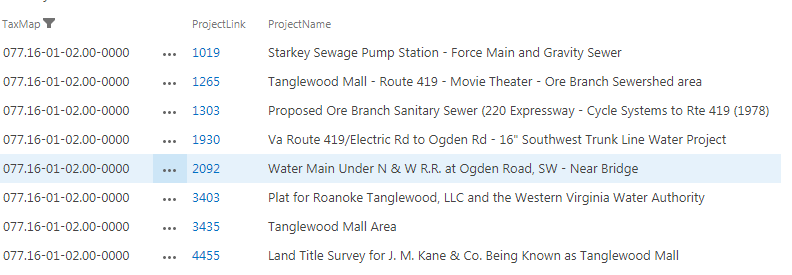 TaxMap ProjectLink ProjectName
077.16-01-02.00-0000 ... 1019 Starkey Sewage Pump Station - Force Main and Gravity Sewer
077.16-01-02.00-0000 ... 1265 Tanglewood Mall - Route 419 - Movie Theater - Ore Branch Sewershed area
077.16-01-02.00-0000 ... 1303 Proposed Ore Branch Sanitary Sewer (220 Expressway - Cycle Systems to Rte 419 (1978)
077.16-01-02.00-0000 ... 1930 Va Route 419/Electric Rd to Ogden Rd - 16" Southwest Trunk Line Water Project
077.16-01-02.00-0000 ... 2092 Water Main Under N & W R.R. at Ogden Road, SW - Near Bridge
077.16-01-02.00-0000 ... 3403 Plat for Roanoke Tanglewood, LLC and the Western Virginia Water Authority
077.16-01-02.00-0000 ... 3435 Tanglewood Mall Area
077.16-01-02.00-0000 ... 4455 Land Title Survey for J. M. Kane & Co. Being Known as Tanglewood Mall